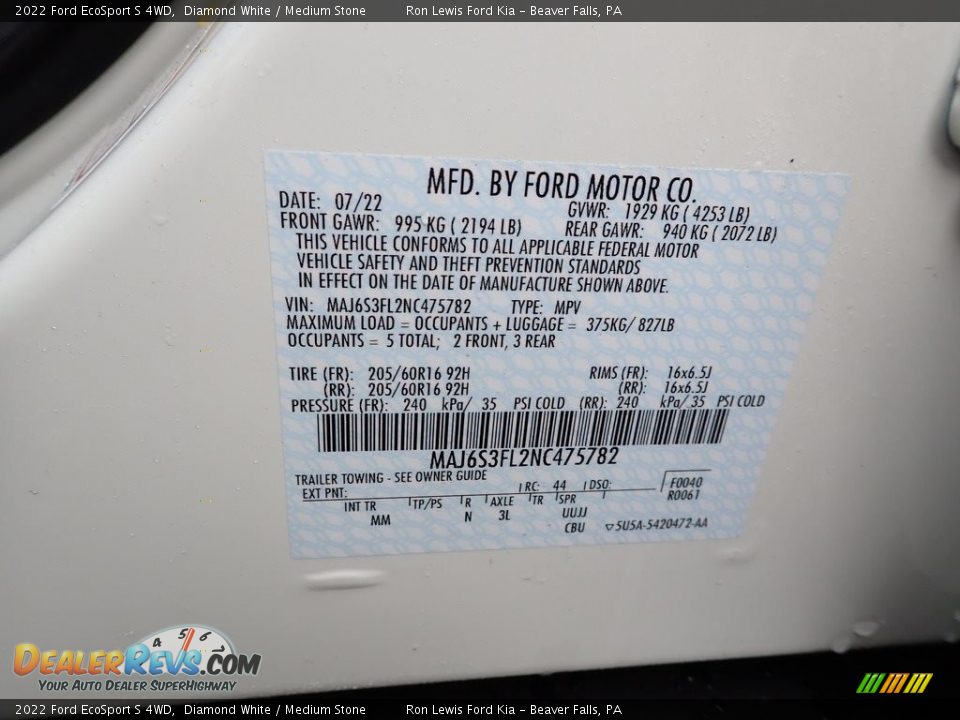 2022 Ford EcoSport S 4WD, Diamond White / Medium Stone Ron Lewis Ford Kia - Beaver Falls, PA
MFD. BY FORD MOTOR CO.
DATE: 07/22 GVWR: 1929 KG ( 4253 LB)
FRONT GAWR: 995 KG ( 2194 LB) REAR GAWR: 940 KG ( 2072 LB)
THIS VEHICLE CONFORMS TO ALL APPLICABLE FEDERAL MOTOR
VEHICLE SAFETY AND THEFT PREVENTION STANDARDS
IN EFFECT ON THE DATE OF MANUFACTURE SHOWN ABOVE.
VIN: MAJ6S3FL2NC475782 TYPE: MPV
MAXIMUM LOAD = OCCUPANTS + LUGGAGE = 375KG/ 827LB
OCCUPANTS = 5 TOTAL; 2 FRONT, 3 REAR
TIRE (FR): 205/60R16 92H RIMS (FR): 16x6.5J
(RR): 205/60R16 92H (RR): 16x6.5J
PRESSURE (FR): 240 kPa/ 35 PSI COLD (RR): 240 kPa/ 35 PSI COLD
MAJ6S3FL2NC475782
TRAILER TOWING - SEE OWNER GUIDE
EXT PNT: RC: 44 DSO: F0040
R0061
INT TR TP/PS R AXLE TR SPR
MM N 3L UUJJ
CBU ▽5U5A-5420472-AA
4 5 6
DEALERREVS.COM
YOUR AUTO DEALER SUPERHIGHWAY
2022 Ford EcoSport S 4WD, Diamond White / Medium Stone Ron Lewis Ford Kia - Beaver Falls, PA